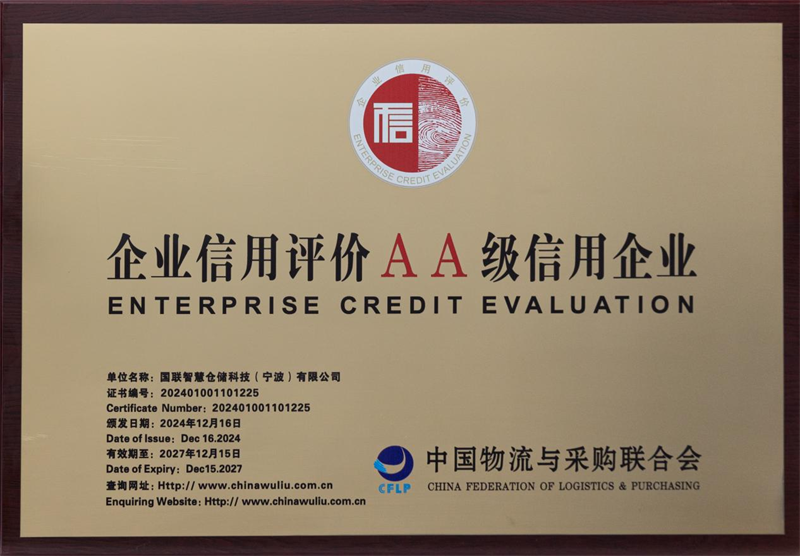 企业信用评价
信
ENTERPRISE CREDIT EVALUATION
企业信用评价AA级信用企业
ENTERPRISE CREDIT EVALUATION
单位名称：国联智慧仓储科技（宁波）有限公司
证书编号：202401001101225
Certificate Number：202401001101225
颁发日期：2024年12月16日
Date of Issue：Dec 16.2024
有效期至：2027年12月15日
Date of Expiry：Dec15.2027
查询网址：Http:// www.chinawuliu.com.cn
Enquiring Website：Http:// www.chinawuliu.com.cn
CFLP
中国物流与采购联合会
CHINA FEDERATION OF LOGISTICS & PURCHASING